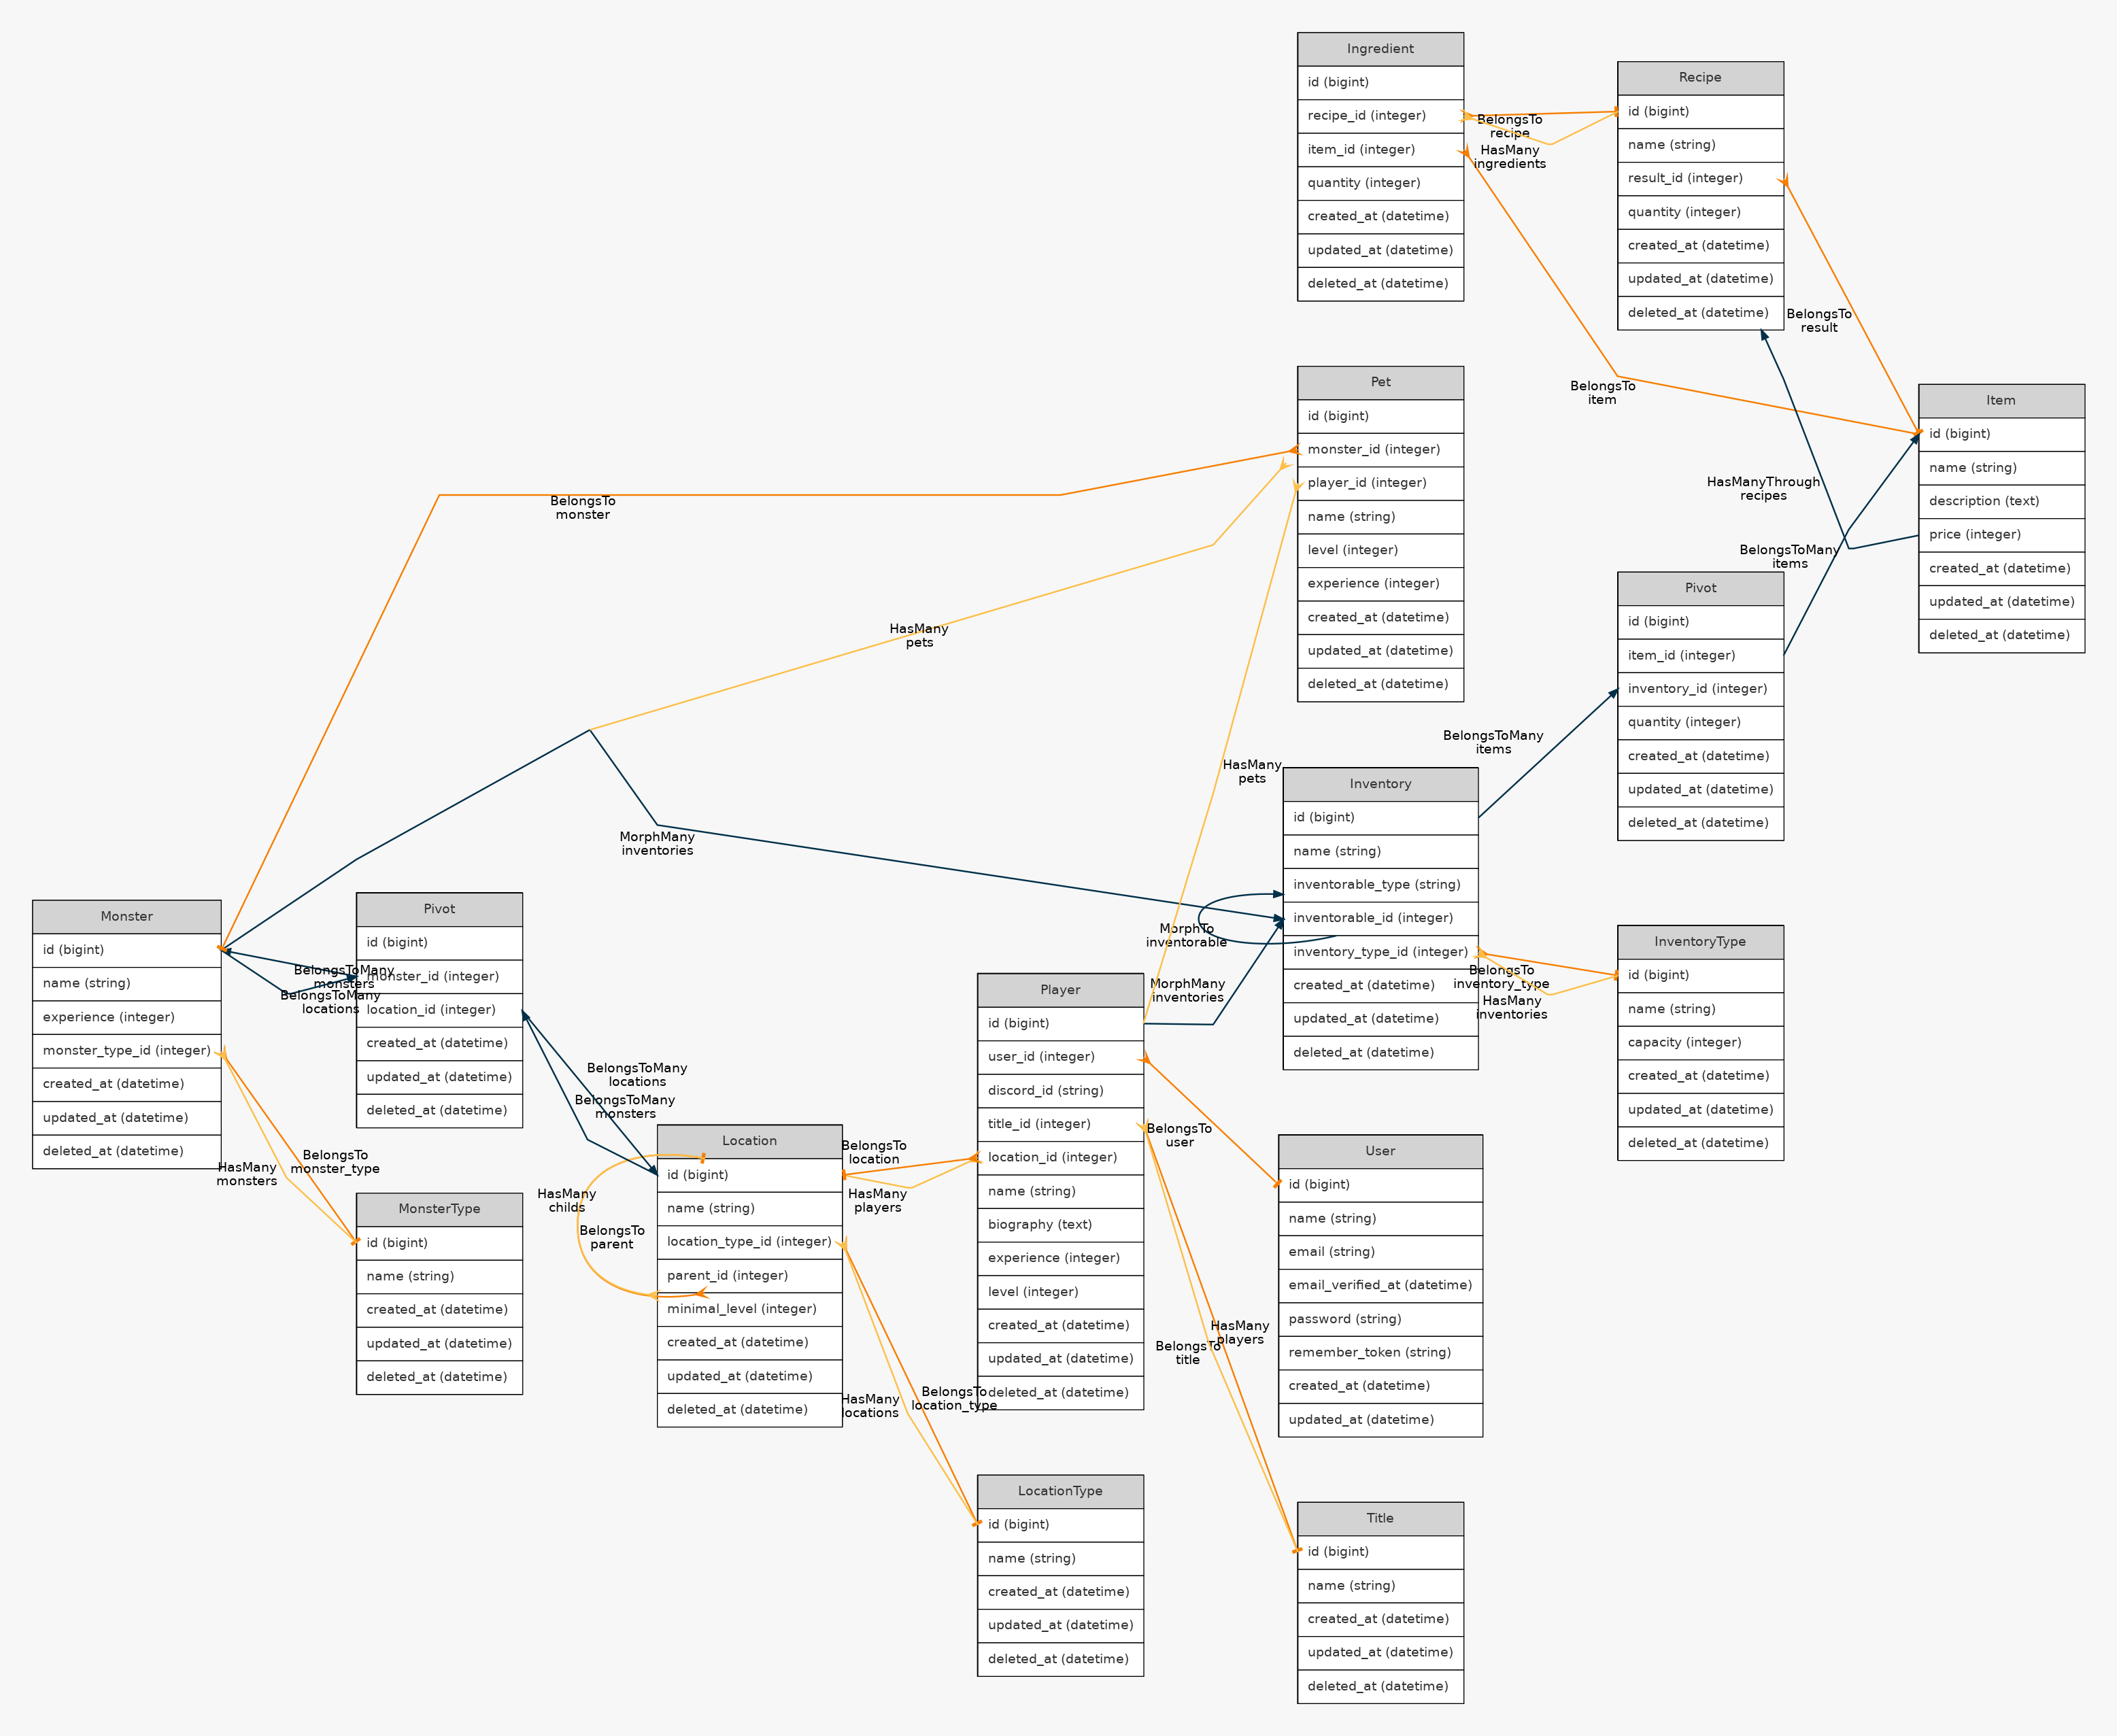 Ingredient
id (bigint)
recipe_id (integer)
item_id (integer)
quantity (integer)
created_at (datetime)
updated_at (datetime)
deleted_at (datetime)
BelongsTo
recipe
HasMany
ingredients
Recipe
id (bigint)
name (string)
result_id (integer)
quantity (integer)
created_at (datetime)
updated_at (datetime)
deleted_at (datetime)
BelongsTo
result
BelongsTo
item
Pet
id (bigint)
monster_id (integer)
player_id (integer)
name (string)
level (integer)
experience (integer)
created_at (datetime)
updated_at (datetime)
deleted_at (datetime)
Item
id (bigint)
name (string)
description (text)
price (integer)
created_at (datetime)
updated_at (datetime)
deleted_at (datetime)
HasManyThrough
recipes
BelongsToMany
items
BelongsTo
monster
HasMany
pets
Pivot
id (bigint)
item_id (integer)
inventory_id (integer)
quantity (integer)
created_at (datetime)
updated_at (datetime)
deleted_at (datetime)
BelongsToMany
items
HasMany
pets
MorphMany
inventories
Inventory
id (bigint)
name (string)
inventorable_type (string)
inventorable_id (integer)
inventory_type_id (integer)
created_at (datetime)
updated_at (datetime)
deleted_at (datetime)
MorphTo
inventorable
MorphMany
inventories
BelongsTo
inventory_type
HasMany
inventories
InventoryType
id (bigint)
name (string)
capacity (integer)
created_at (datetime)
updated_at (datetime)
deleted_at (datetime)
Monster
id (bigint)
name (string)
experience (integer)
monster_type_id (integer)
created_at (datetime)
updated_at (datetime)
deleted_at (datetime)
BelongsToMany
monsters
BelongsToMany
locations
Pivot
id (bigint)
monster_id (integer)
location_id (integer)
created_at (datetime)
updated_at (datetime)
deleted_at (datetime)
BelongsToMany
locations
BelongsToMany
monsters
HasMany
monsters
BelongsTo
monster_type
MonsterType
id (bigint)
name (string)
created_at (datetime)
updated_at (datetime)
deleted_at (datetime)
HasMany
childs
BelongsTo
parent
Location
id (bigint)
name (string)
location_type_id (integer)
parent_id (integer)
minimal_level (integer)
created_at (datetime)
updated_at (datetime)
deleted_at (datetime)
BelongsTo
location
HasMany
players
HasMany
locations
BelongsTo
location_type
Player
id (bigint)
user_id (integer)
discord_id (string)
title_id (integer)
location_id (integer)
name (string)
biography (text)
experience (integer)
level (integer)
created_at (datetime)
updated_at (datetime)
deleted_at (datetime)
BelongsTo
user
HasMany
players
BelongsTo
title
User
id (bigint)
name (string)
email (string)
email_verified_at (datetime)
password (string)
remember_token (string)
created_at (datetime)
updated_at (datetime)
LocationType
id (bigint)
name (string)
created_at (datetime)
updated_at (datetime)
deleted_at (datetime)
Title
id (bigint)
name (string)
created_at (datetime)
updated_at (datetime)
deleted_at (datetime)